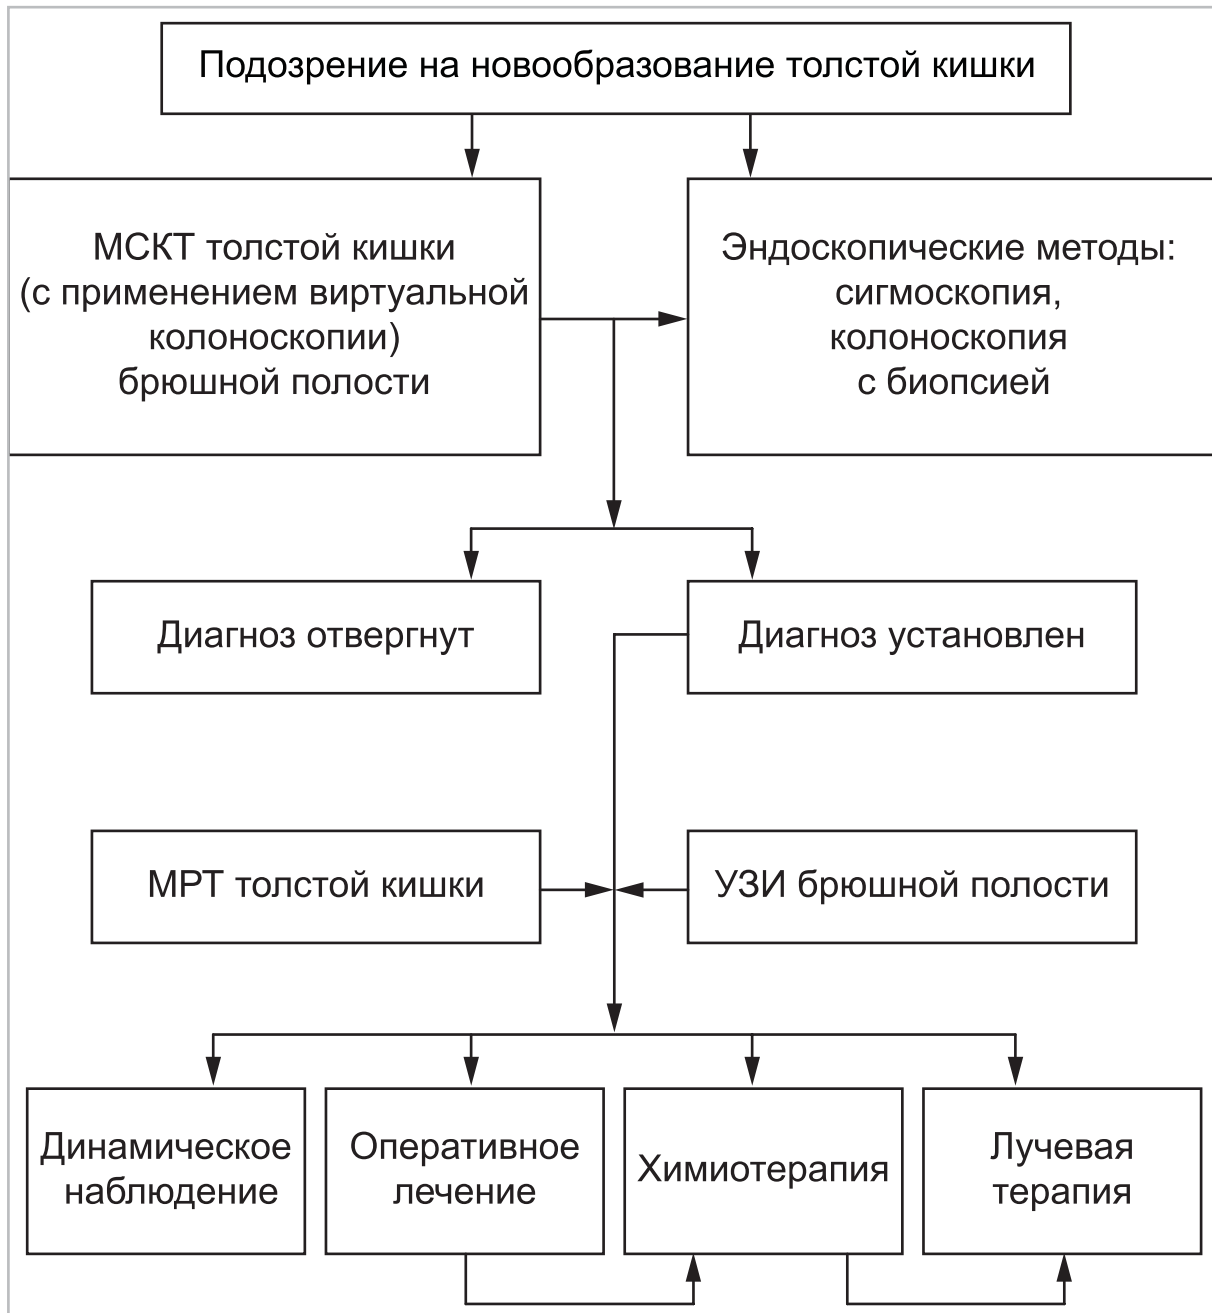 Подозрение на новообразование толстой кишки
МСКТ толстой кишки
(с применением виртуальной
колоноскопии)
брюшной полости
Эндоскопические методы:
сигмоскопия,
колоноскопия
с биопсией
Диагноз отвергнут
Диагноз установлен
МРТ толстой кишки
УЗИ брюшной полости
Динамическое
наблюдение
Оперативное
лечение
Химиотерапия
Лучевая
терапия